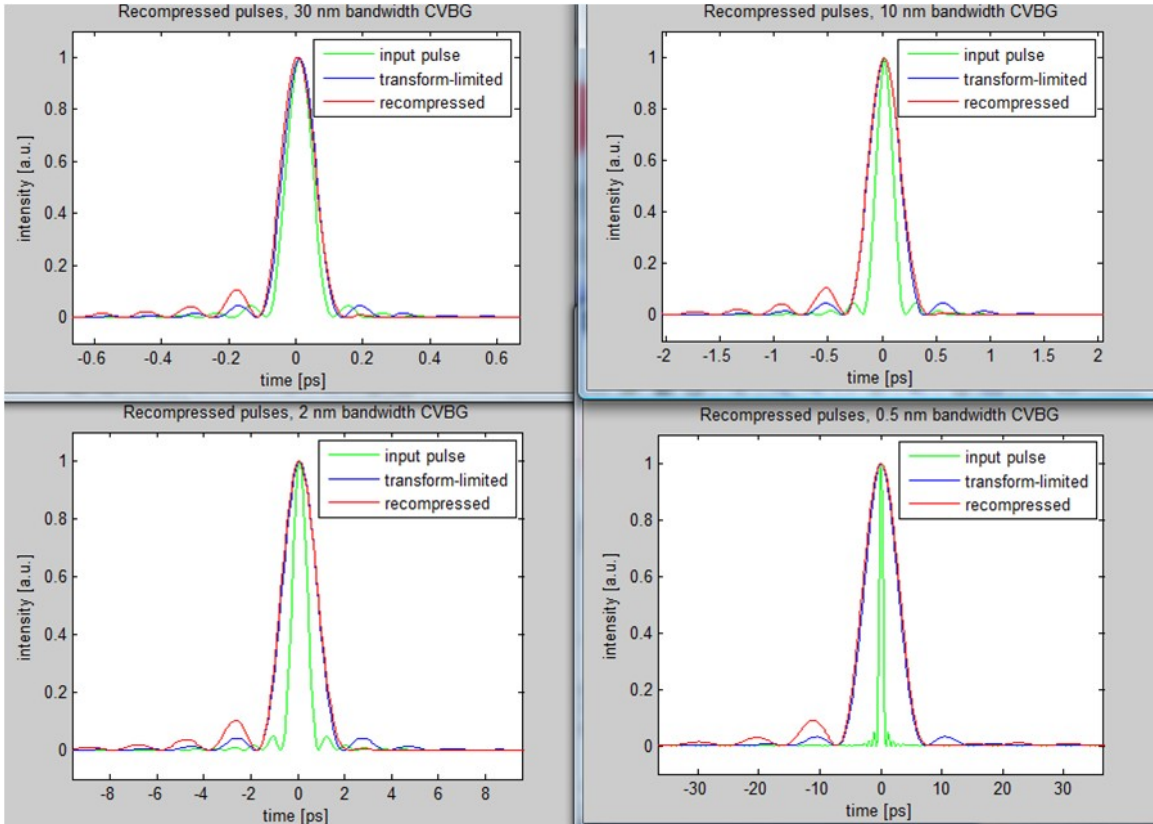 Recompressed pulses, 30 nm bandwidth CVBG
1
0.8
0.6
0.4
0.2
0
intensity [a.u.]
input pulse
transform-limited
recompressed
-0.6 -0.4 -0.2 0 0.2 0.4 0.6
time [ps]
Recompressed pulses, 10 nm bandwidth CVBG
1
0.8
0.6
0.4
0.2
0
intensity [a.u.]
input pulse
transform-limited
recompressed
-2 -1.5 -1 -0.5 0 0.5 1 1.5 2
time [ps]
Recompressed pulses, 2 nm bandwidth CVBG
1
0.8
0.6
0.4
0.2
0
intensity [a.u.]
input pulse
transform-limited
recompressed
-8 -6 -4 -2 0 2 4 6 8
time [ps]
Recompressed pulses, 0.5 nm bandwidth CVBG
1
0.8
0.6
0.4
0.2
0
intensity [a.u.]
input pulse
transform-limited
recompressed
-30 -20 -10 0 10 20 30
time [ps]